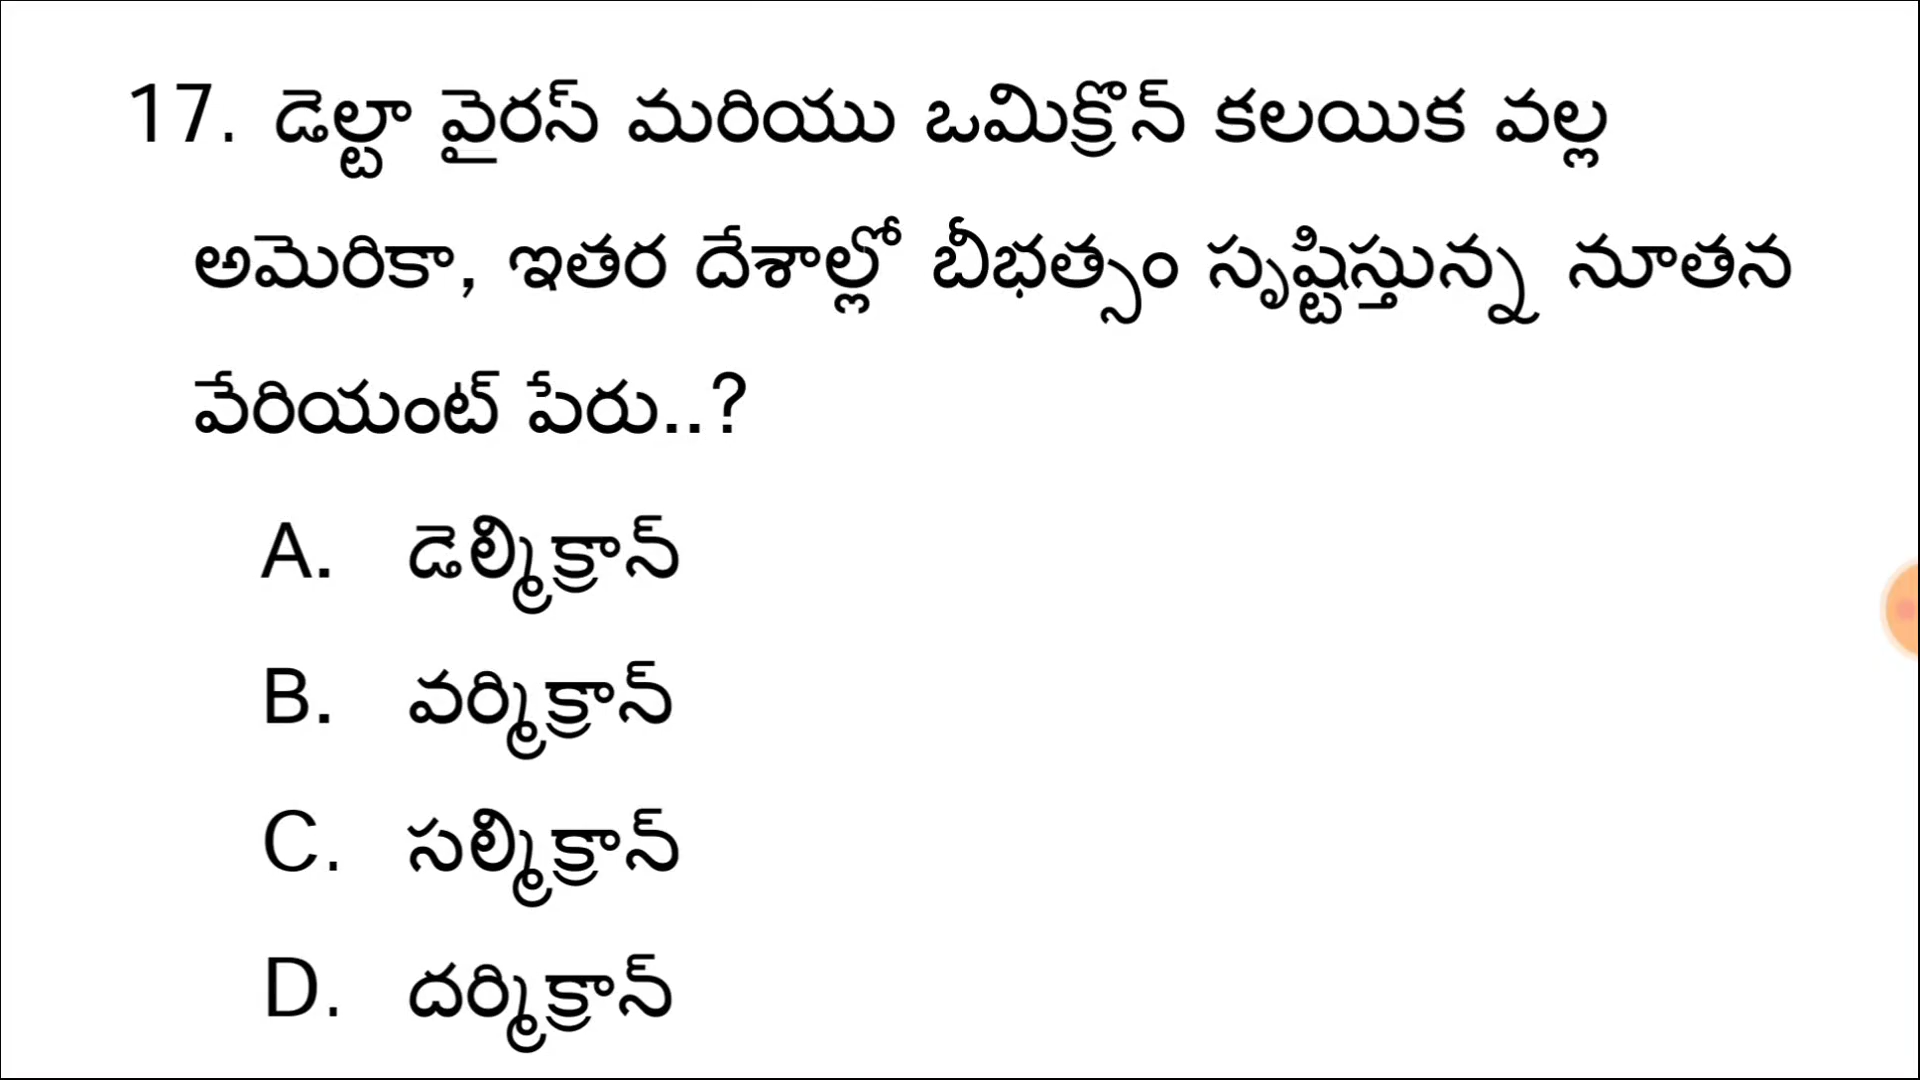 17. డెల్టా వైరస్ మరియు ఒమిక్రొన్ కలయిక వల్ల
అమెరికా, ఇతర దేశాల్లో బీభత్సం సృష్టిస్తున్న నూతన
వేరియంట్ పేరు..?
A. డెల్మిక్రాన్
B. వర్మిక్రాన్
C. సల్మిక్రాన్
D. దర్మిక్రాన్